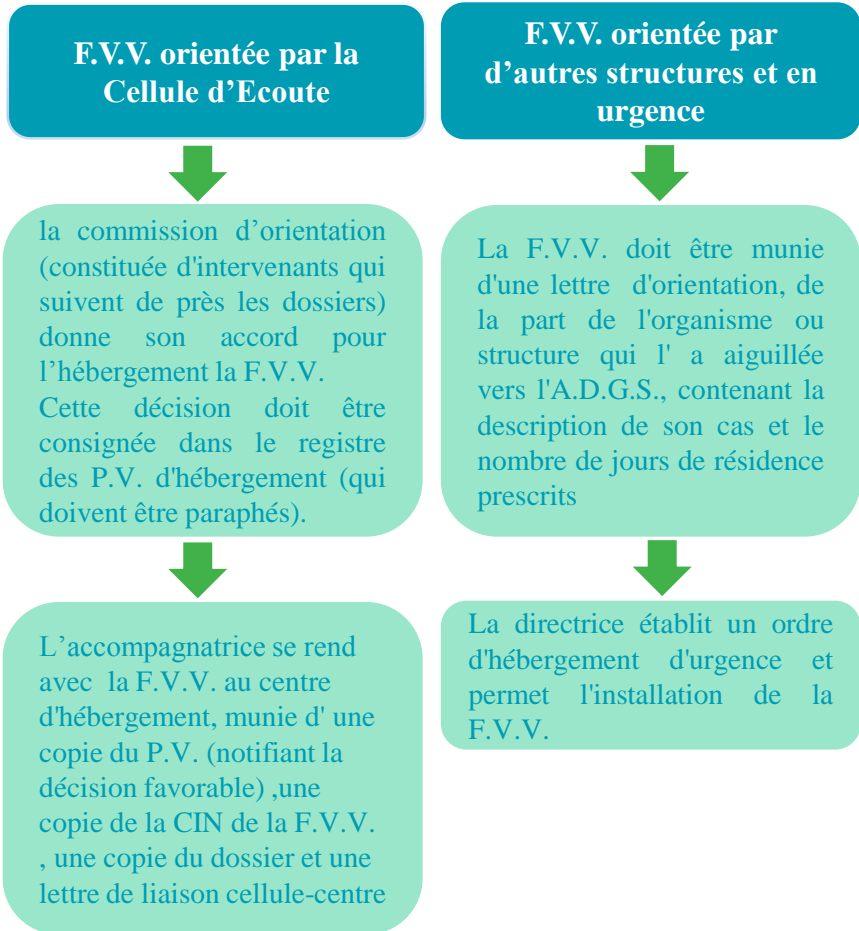 F.V.V. orientée par la
Cellule d’Ecoute
la commission d’orientation
(constituée d'intervenants qui
suivent de près les dossiers)
donne son accord pour
l’hébergement la F.V.V.
Cette décision doit être
consignée dans le registre
des P.V. d'hébergement (qui
doivent être paraphés).
L’accompagnatrice se rend
avec la F.V.V. au centre
d'hébergement, munie d' une
copie du P.V. (notifiant la
décision favorable) ,une
copie de la CIN de la F.V.V.
, une copie du dossier et une
lettre de liaison cellule-centre
F.V.V. orientée par
d’autres structures et en
urgence
La F.V.V. doit être munie
d'une lettre d'orientation, de
la part de l'organisme ou
structure qui l' a aiguillée
vers l'A.D.G.S., contenant la
description de son cas et le
nombre de jours de résidence
prescrits
La directrice établit un ordre
d'hébergement d'urgence et
permet l'installation de la
F.V.V.